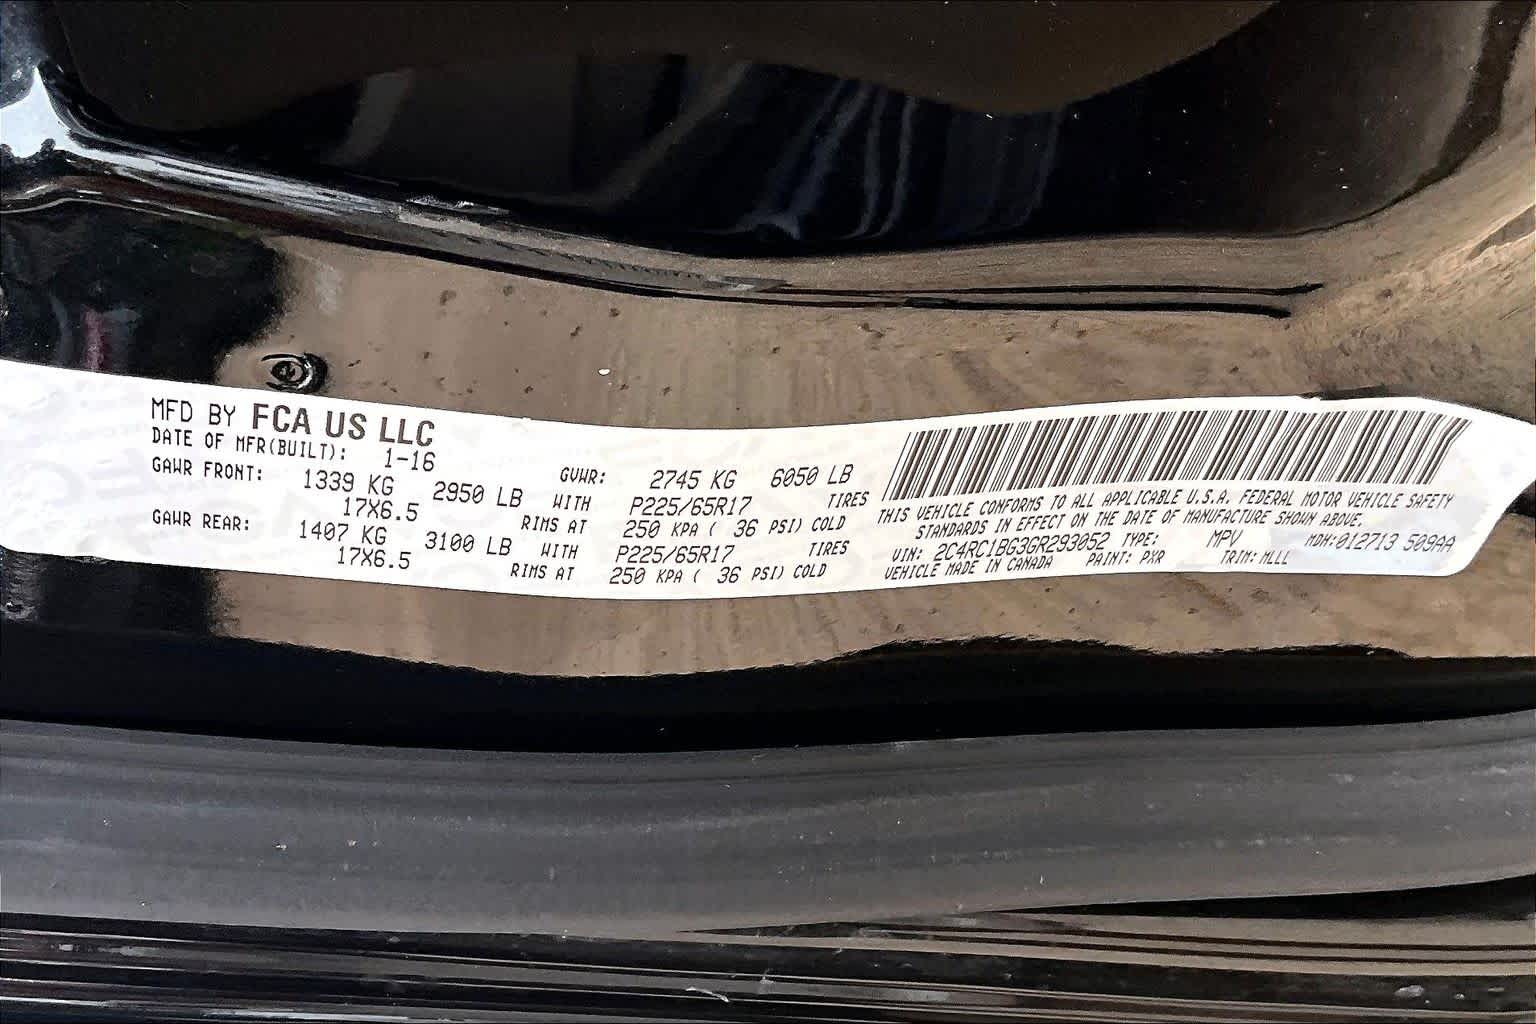 MFD BY FCA US LLC
DATE OF MFR(BUILT): 1-16
GVWR: 2745 KG 6050 LB
GAWR FRONT: 1339 KG 2950 LB WITH P225/65R17 TIRES
17X6.5 RIMS AT 250 KPA ( 36 PSI) COLD
GAWR REAR: 1407 KG 3100 LB WITH P225/65R17 TIRES
17X6.5 RIMS AT 250 KPA ( 36 PSI) COLD
THIS VEHICLE CONFORMS TO ALL APPLICABLE U.S.A. FEDERAL MOTOR VEHICLE SAFETY
STANDARDS IN EFFECT ON THE DATE OF MANUFACTURE SHOWN ABOVE.
VIN: 2C4RC1BG3GR293052 TYPE: MPV MDH:012713 509AA
VEHICLE MADE IN CANADA PAINT: PXR TRIM: MLLL